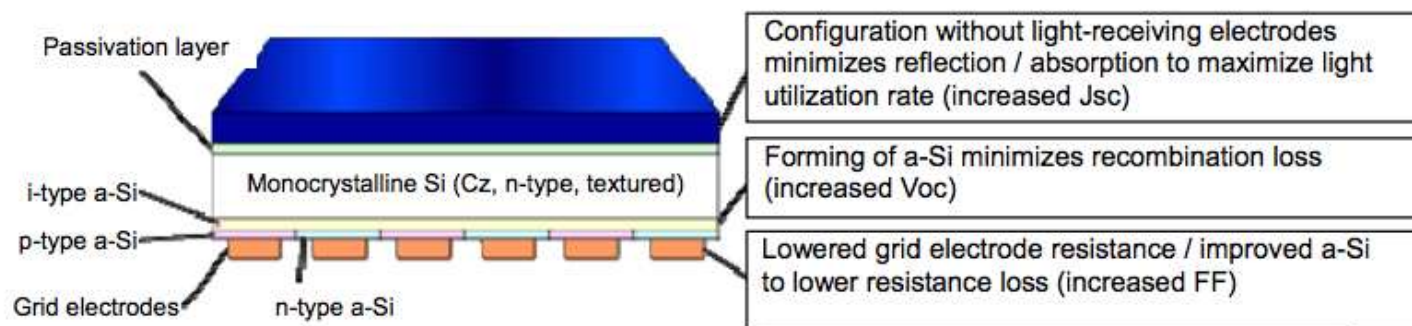 Passivation layer
Configuration without light-receiving electrodes
minimizes reflection / absorption to maximize light
utilization rate (increased Jsc)
Monocrystalline Si (Cz, n-type, textured)
Forming of a-Si minimizes recombination loss
(increased Voc)
i-type a-Si
p-type a-Si
Lowered grid electrode resistance / improved a-Si
to lower resistance loss (increased FF)
Grid electrodes
n-type a-Si